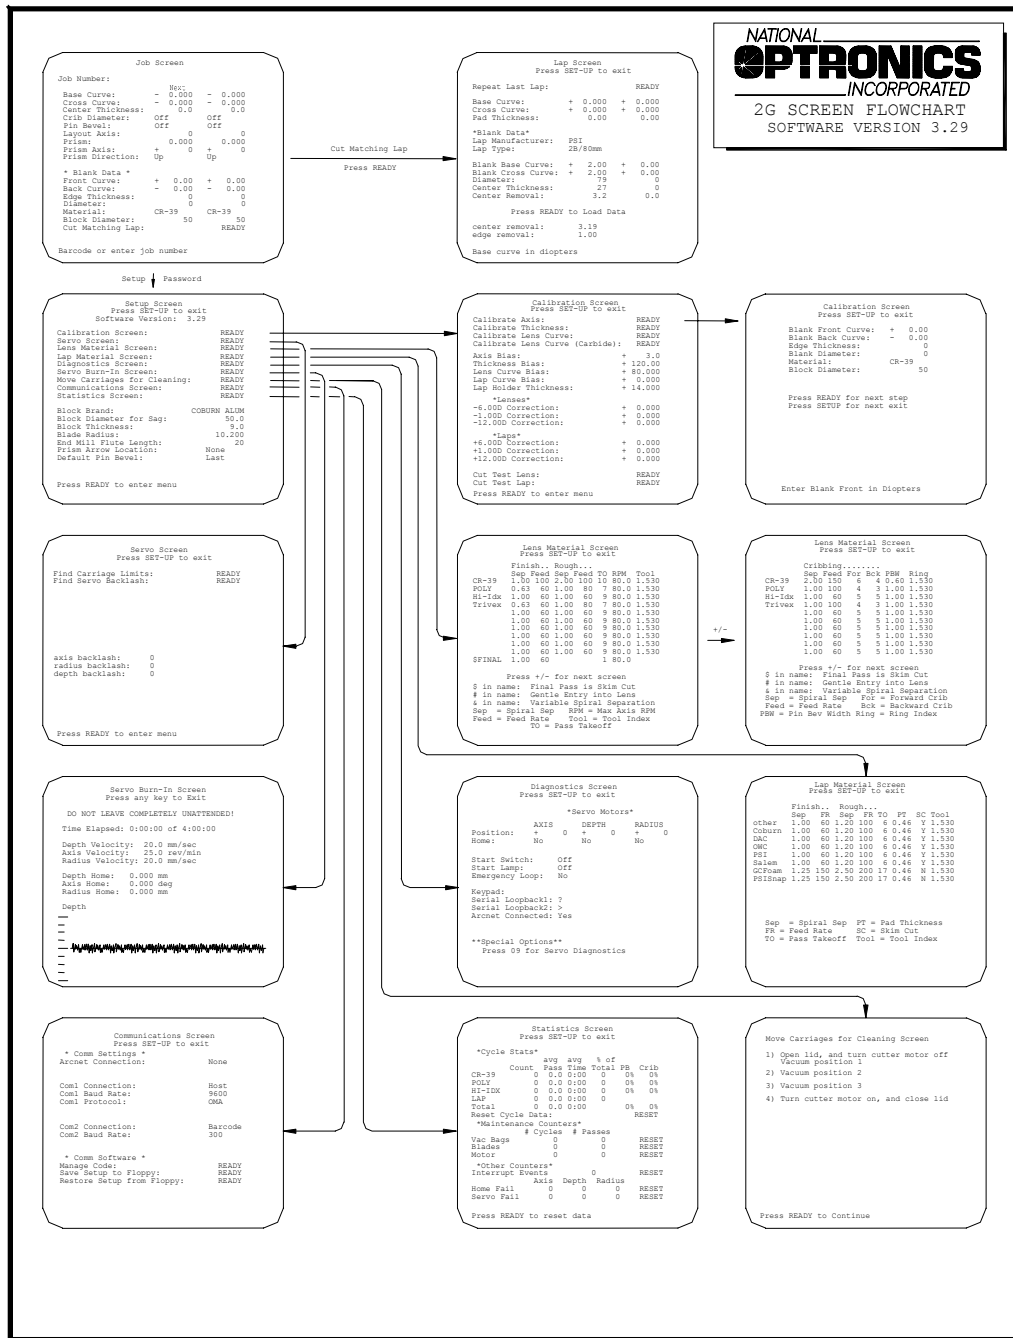 NATIONAL
OPTRONICS
INCORPORATED
2G SCREEN FLOWCHART
SOFTWARE VERSION 3.29
Job Screen
Job Number:
Next
Base Curve: - 0.000 - 0.000
Cross Curve: - 0.000 - 0.000
Center Thickness: 0.0 0.0
Crib Diameter: Off Off
Pin Bevel: Off Off
Layout Axis: 0 0
Prism: 0.000 0.000
Prism Axis: + 0 + 0
Prism Direction: Up Up
* Blank Data *
Front Curve: + 0.00 + 0.00
Back Curve: - 0.00 - 0.00
Edge Thickness: 0 0
Diameter: 0 0
Material: CR-39 CR-39
Block Diameter: 50 50
Cut Matching Lap: READY
Barcode or enter job number
Cut Matching Lap
Press READY
Lap Screen
Press SET-UP to exit
Repeat Last Lap: READY
Base Curve: + 0.000 + 0.000
Cross Curve: + 0.000 + 0.000
Pad Thickness: 0.00 0.00
*Blank Data*
Lap Manufacturer: PSI
Lap Type: 2B/80mm
Blank Base Curve: + 2.00 + 0.00
Blank Cross Curve: + 2.00 + 0.00
Diameter: 79 0
Center Thickness: 27 0
Center Removal: 3.2 0.0
Press READY to Load Data
center removal: 3.19
edge removal: 1.00
Base curve in diopters
Setup Password
Setup Screen
Press SET-UP to exit
Software Version: 3.29
Calibration Screen: READY
Servo Screen: READY
Lens Material Screen: READY
Lap Material Screen: READY
Diagnostics Screen: READY
Servo Burn-In Screen: READY
Move Carriages for Cleaning: READY
Communications Screen: READY
Statistics Screen: READY
Block Brand: COBURN ALUM
Block Diameter for Sag: 50.0
Block Thickness: 9.0
Blade Radius: 10.200
End Mill Flute Length: 20
Prism Arrow Location: None
Default Pin Bevel: Last
Press READY to enter menu
Calibration Screen
Press SET-UP to exit
Calibrate Axis: READY
Calibrate Thickness: READY
Calibrate Lens Curve: READY
Calibrate Lens Curve (Carbide): READY
Axis Bias: + 3.0
Thickness Bias: + 120.00
Lens Curve Bias: + 80.000
Lap Curve Bias: + 0.000
Lap Holder Thickness: + 14.000
*Lenses*
-6.00D Correction: + 0.000
-1.00D Correction: + 0.000
-12.00D Correction: + 0.000
*Laps*
+6.00D Correction: + 0.000
+1.00D Correction: + 0.000
+12.00D Correction: + 0.000
Cut Test Lens: READY
Cut Test Lap: READY
Press READY to enter menu
Calibration Screen
Press SET-UP to exit
Blank Front Curve: + 0.00
Blank Back Curve: - 0.00
Edge Thickness: 0
Blank Diameter: 0
Material: CR-39
Block Diameter: 50
Press READY for next step
Press SETUP for next exit
Enter Blank Front in Diopters
Servo Screen
Press SET-UP to exit
Find Carriage Limits: READY
Find Servo Backlash: READY
axis backlash: 0
radius backlash: 0
depth backlash: 0
Press READY to enter menu
Lens Material Screen
Press SET-UP to exit
Finish.. Rough...
Sep Feed Sep Feed TO RPM Tool
CR-39 1.00 100 2.00 100 10 80.0 1.530
POLY 0.63 60 1.00 80 7 80.0 1.530
Hi-Idx 1.00 60 1.00 60 9 80.0 1.530
Trivex 0.63 60 1.00 80 7 80.0 1.530
1.00 60 1.00 60 9 80.0 1.530
1.00 60 1.00 60 9 80.0 1.530
1.00 60 1.00 60 9 80.0 1.530
1.00 60 1.00 60 9 80.0 1.530
1.00 60 1.00 60 9 80.0 1.530
1.00 60 1.00 60 9 80.0 1.530
$FINAL 1.00 60 1 80.0
Press +/- for next screen
$ in name: Final Pass is Skim Cut
# in name: Gentle Entry into Lens
& in name: Variable Spiral Separation
Sep = Spiral Sep RPM = Max Axis RPM
Feed = Feed Rate Tool = Tool Index
TO = Pass Takeoff
+/-
Lens Material Screen
Press SET-UP to exit
Cribbing........
Sep Feed For Bck PBW Ring
CR-39 2.00 150 6 4 0.60 1.530
POLY 1.00 100 4 3 1.00 1.530
Hi-Idx 1.00 60 5 5 1.00 1.530
Trivex 1.00 100 4 3 1.00 1.530
1.00 60 5 5 1.00 1.530
1.00 60 5 5 1.00 1.530
1.00 60 5 5 1.00 1.530
1.00 60 5 5 1.00 1.530
1.00 60 5 5 1.00 1.530
1.00 60 5 5 1.00 1.530
Press +/- for next screen
$ in name: Final Pass is Skim Cut
# in name: Gentle Entry into Lens
& in name: Variable Spiral Separation
Sep = Spiral Sep For = Forward Crib
Feed = Feed Rate Bck = Backward Crib
PBW = Pin Bev Width Ring = Ring Index
Servo Burn-In Screen
Press any key to Exit
DO NOT LEAVE COMPLETELY UNATTENDED!
Time Elapsed: 0:00:00 of 4:00:00
Depth Velocity: 20.0 mm/sec
Axis Velocity: 25.0 rev/min
Radius Velocity: 20.0 mm/sec
Depth Home: 0.000 mm
Axis Home: 0.000 deg
Radius Home: 0.000 mm
Depth
Diagnostics Screen
Press SET-UP to exit
*Servo Motors*
AXIS DEPTH RADIUS
Position: + 0 + 0 + 0
Home: No No No
Start Switch: Off
Start Lamp: Off
Emergency Loop: No
Keypad:
Serial Loopback1: ?
Serial Loopback2: >
Arcnet Connected: Yes
**Special Options**
Press 09 for Servo Diagnostics
Lap Material Screen
Press SET-UP to exit
Finish.. Rough...
Sep FR Sep FR TO PT SC Tool
other 1.00 60 1.20 100 6 0.46 Y 1.530
Coburn 1.00 60 1.20 100 6 0.46 Y 1.530
DAC 1.00 60 1.20 100 6 0.46 Y 1.530
OWC 1.00 60 1.20 100 6 0.46 Y 1.530
PSI 1.00 60 1.20 100 6 0.46 Y 1.530
Salem 1.00 60 1.20 100 6 0.46 Y 1.530
GCFoam 1.25 150 2.50 200 17 0.46 N 1.530
PSISnap 1.25 150 2.50 200 17 0.46 N 1.530
Sep = Spiral Sep PT = Pad Thickness
FR = Feed Rate SC = Skim Cut
TO = Pass Takeoff Tool = Tool Index
Communications Screen
Press SET-UP to exit
* Comm Settings *
Arcnet Connection: None
Com1 Connection: Host
Com1 Baud Rate: 9600
Com1 Protocol: OMA
Com2 Connection: Barcode
Com2 Baud Rate: 300
* Comm Software *
Manage Code: READY
Save Setup to Floppy: READY
Restore Setup from Floppy: READY
Statistics Screen
Press SET-UP to exit
*Cycle Stats*
avg avg % of
Count Pass Time Total PB Crib
CR-39 0 0.0 0:00 0 0% 0%
POLY 0 0.0 0:00 0 0% 0%
HI-IDX 0 0.0 0:00 0 0% 0%
LAP 0 0.0 0:00 0
Total 0 0.0 0:00 0% 0%
Reset Cycle Data: RESET
*Maintenance Counters*
# Cycles # Passes
Vac Bags 0 0 RESET
Blades 0 0 RESET
Motor 0 0 RESET
*Other Counters*
Interrupt Events 0 RESET
Axis Depth Radius
Home Fail 0 0 0 RESET
Servo Fail 0 0 0 RESET
Press READY to reset data
Move Carriages for Cleaning Screen
1) Open lid, and turn cutter motor off
Vacuum position 1
2) Vacuum position 2
3) Vacuum position 3
4) Turn cutter motor on, and close lid
Press READY to Continue